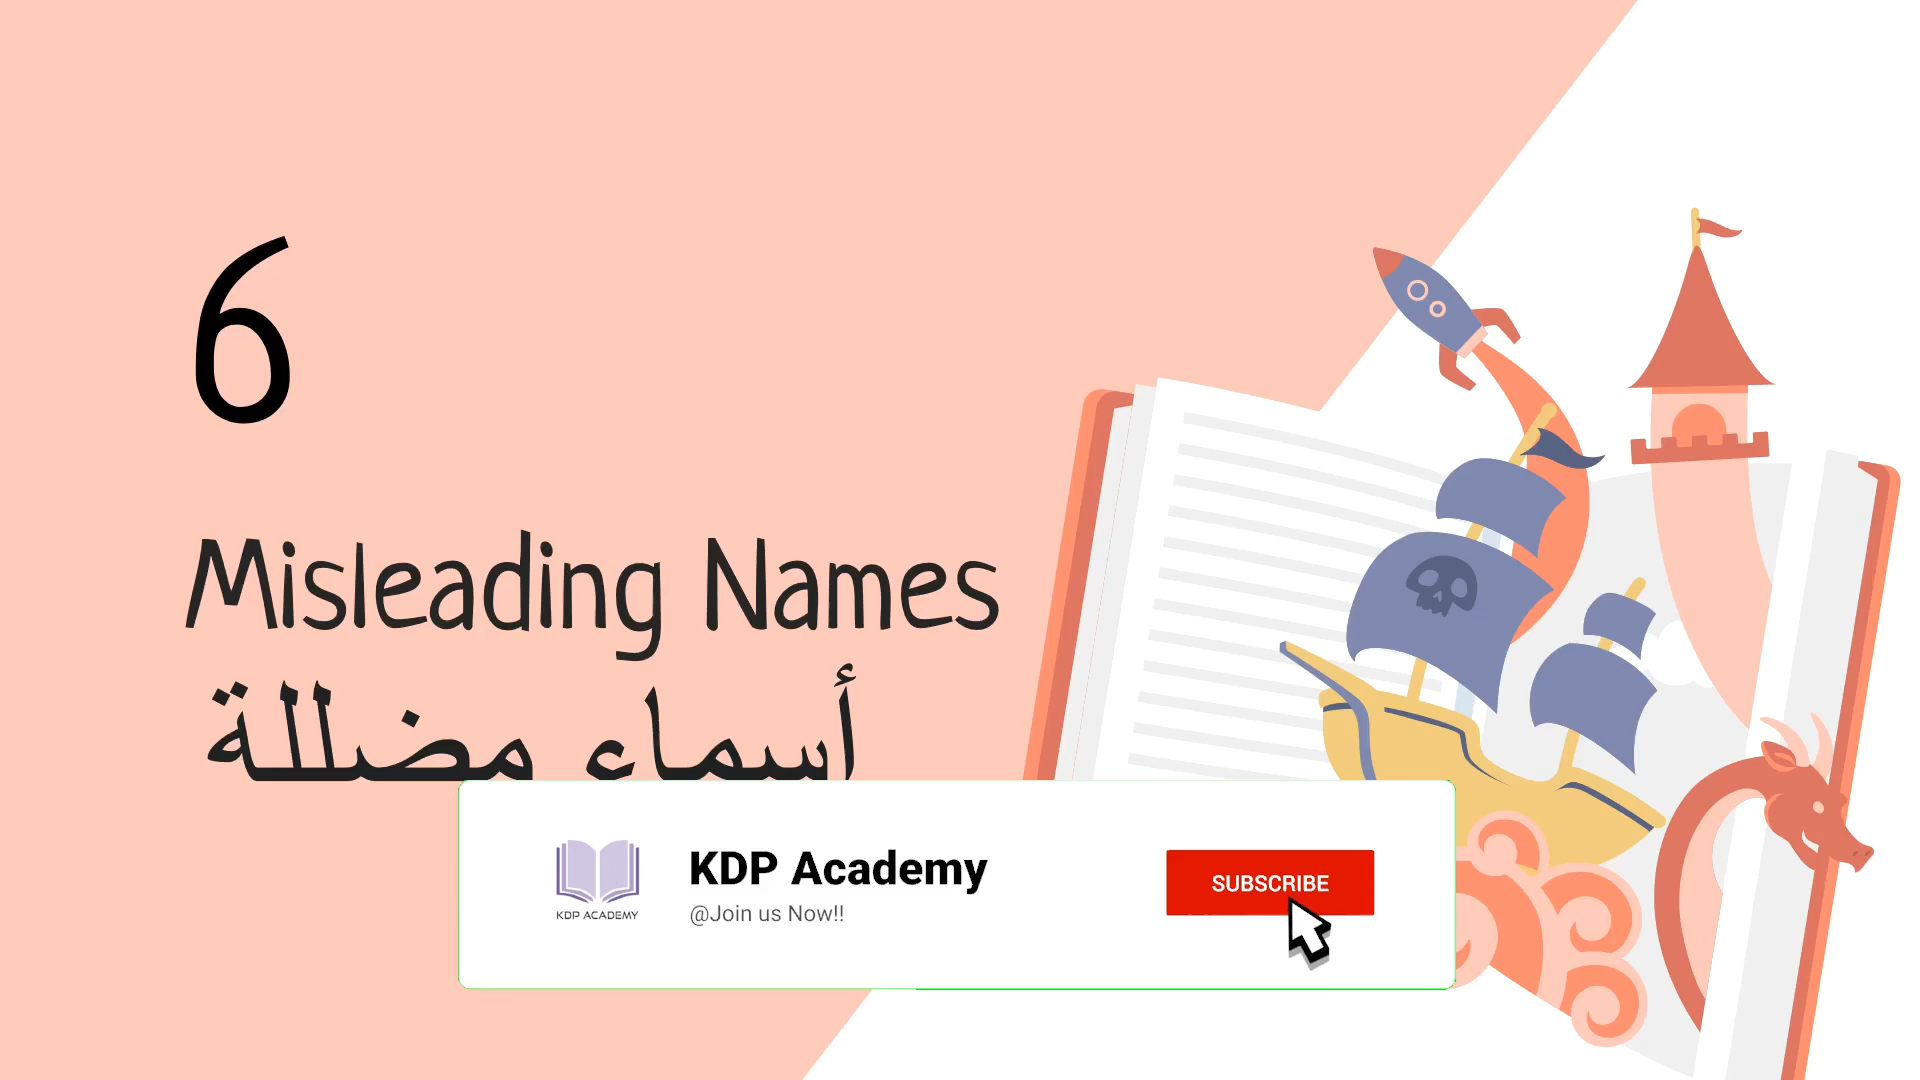 6
Misleading Names
أسماء مضللة
KDP Academy
@Join us Now!!
KDP ACADEMY
SUBSCRIBE